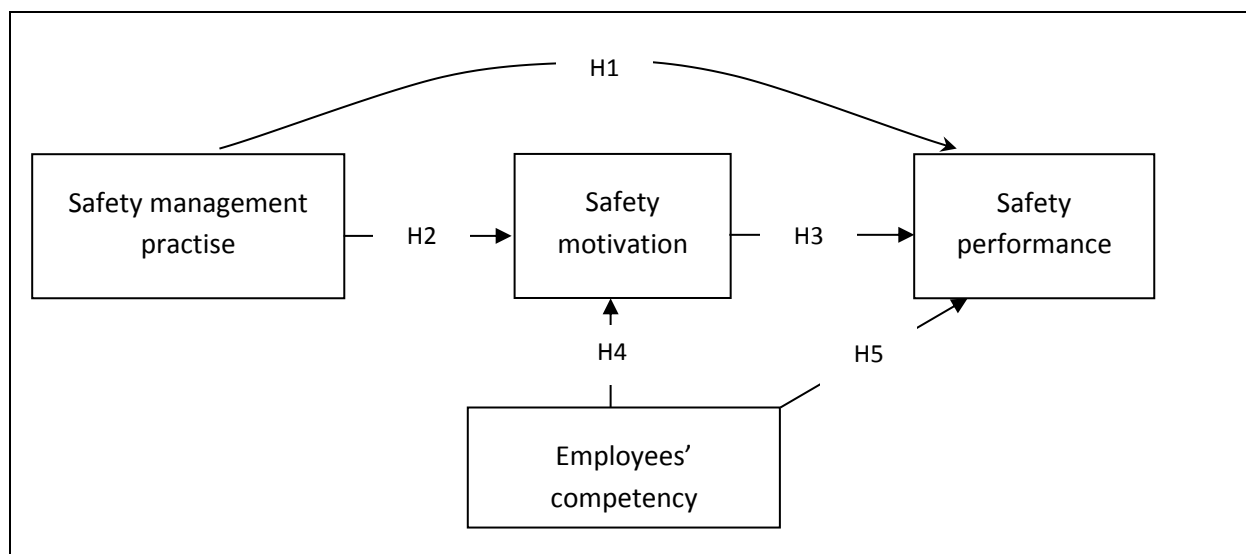 H1
Safety management
practise
H2
Safety
motivation
H3
Safety
performance
H4
H5
Employees’
competency